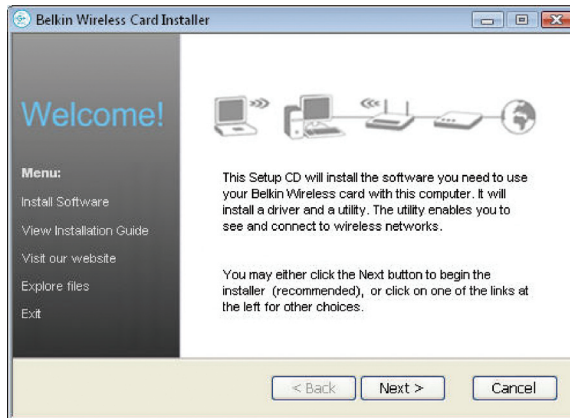 Belkin Wireless Card Installer
Welcome!
Menu:
Install Software
View Installation Guide
Visit our website
Explore files
Exit
This Setup CD will install the software you need to use
your Belkin Wireless card with this computer. It will
install a driver and a utility. The utility enables you to
see and connect to wireless networks.
You may either click the Next button to begin the
installer (recommended), or click on one of the links at
the left for other choices.
< Back
Next >
Cancel